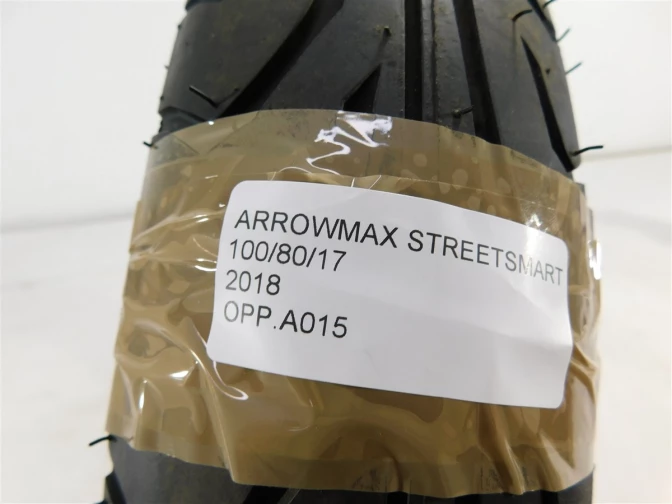 ARROWMAX STREETSMART
100/80/17
2018
OPP.A015